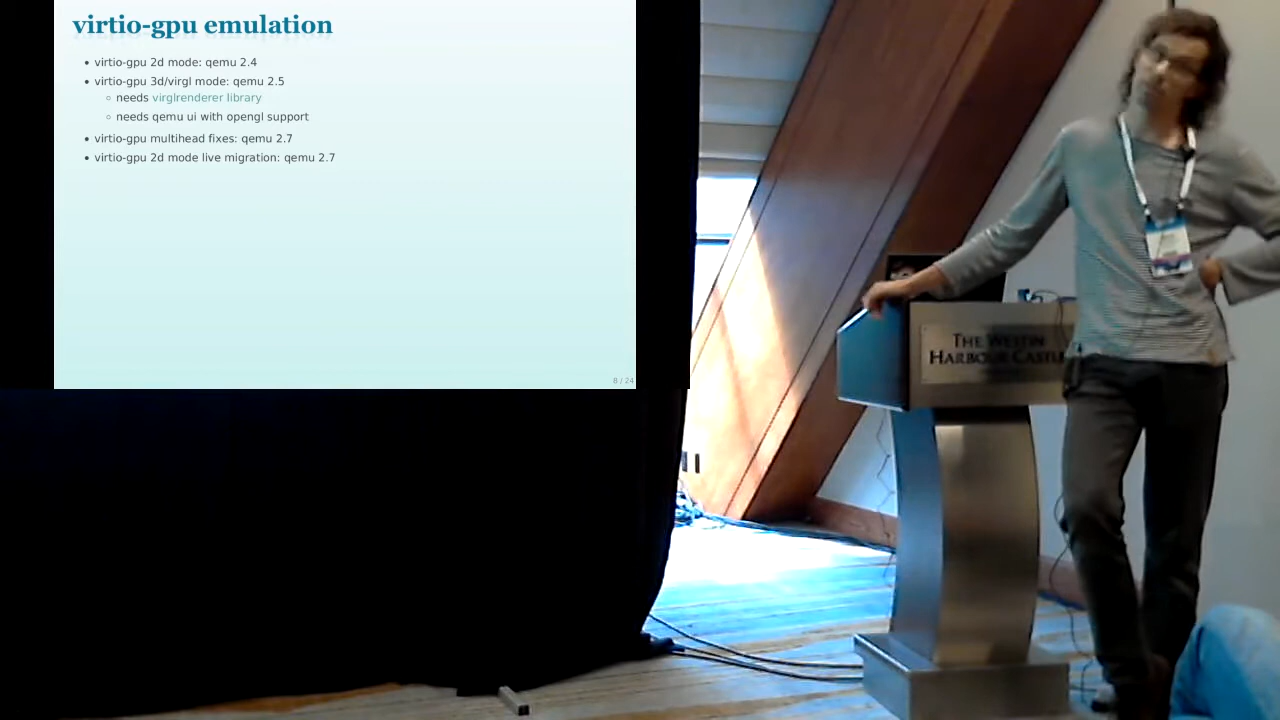 virtio-gpu emulation
• virtio-gpu 2d mode: qemu 2.4
• virtio-gpu 3d/virgl mode: qemu 2.5
◦ needs virglrenderer library
◦ needs qemu ui with opengl support
• virtio-gpu multihead fixes: qemu 2.7
• virtio-gpu 2d mode live migration: qemu 2.7
8 / 24
THE WESTIN
HARBOUR CASTLE